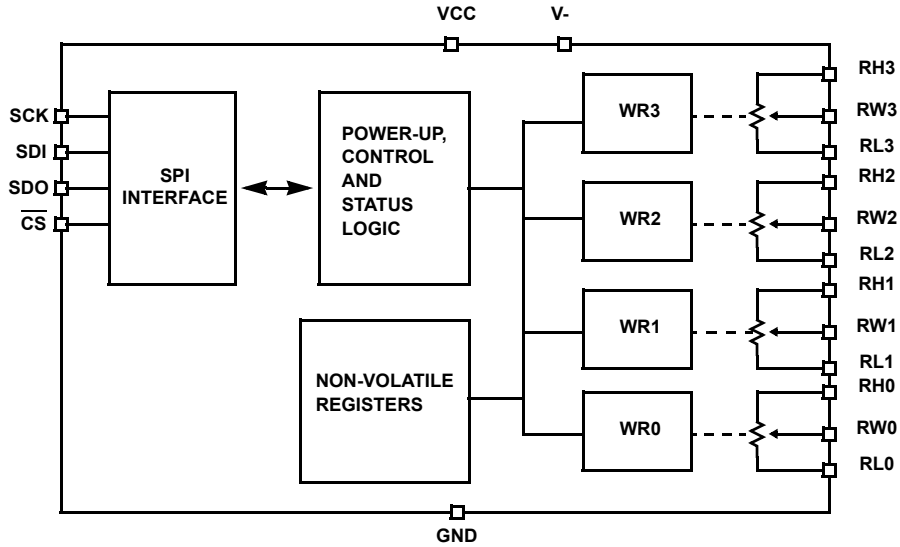 VCC
V-
SCK
SDI
SDO
CS
SPI
INTERFACE
POWER-UP,
CONTROL
AND
STATUS
LOGIC
NON-VOLATILE
REGISTERS
WR3
WR2
WR1
WR0
RH3
RW3
RL3
RH2
RW2
RL2
RH1
RW1
RL1
RH0
RW0
RL0
GND